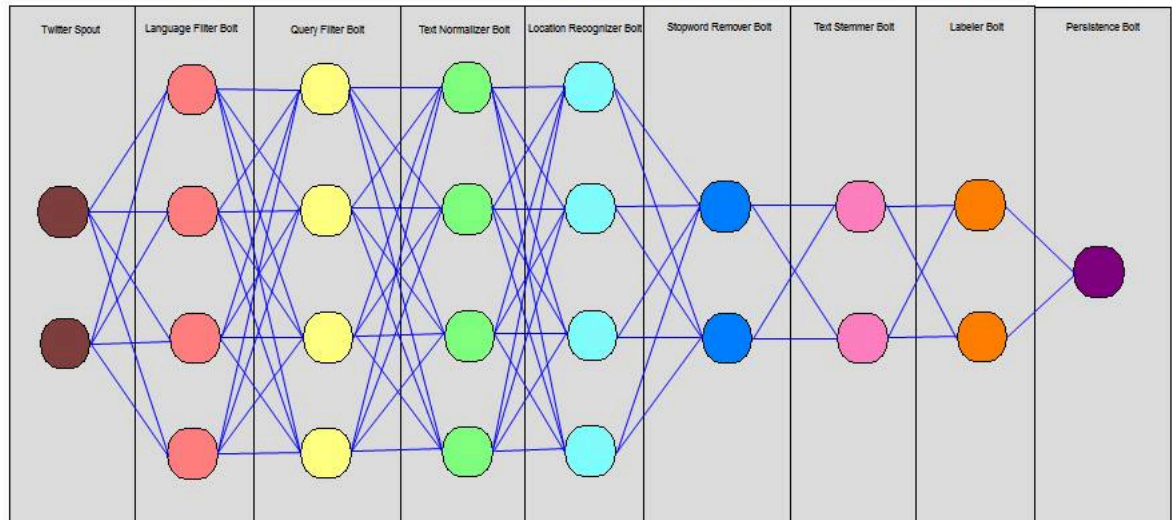 Twitter Spout
Language Filter Bolt
Query Filter Bolt
Text Normalizer Bolt
Location Recognizer Bolt
Stopword Remover Bolt
Text Stemmer Bolt
Labeler Bolt
Persistence Bolt